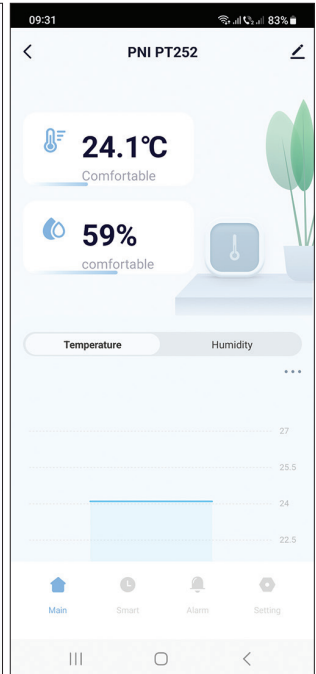 09:31 83%
PNI PT252
24.1°C
Comfortable
59%
comfortable
Temperature Humidity
27
25.5
24
22.5
Main Smart Alarm Setting